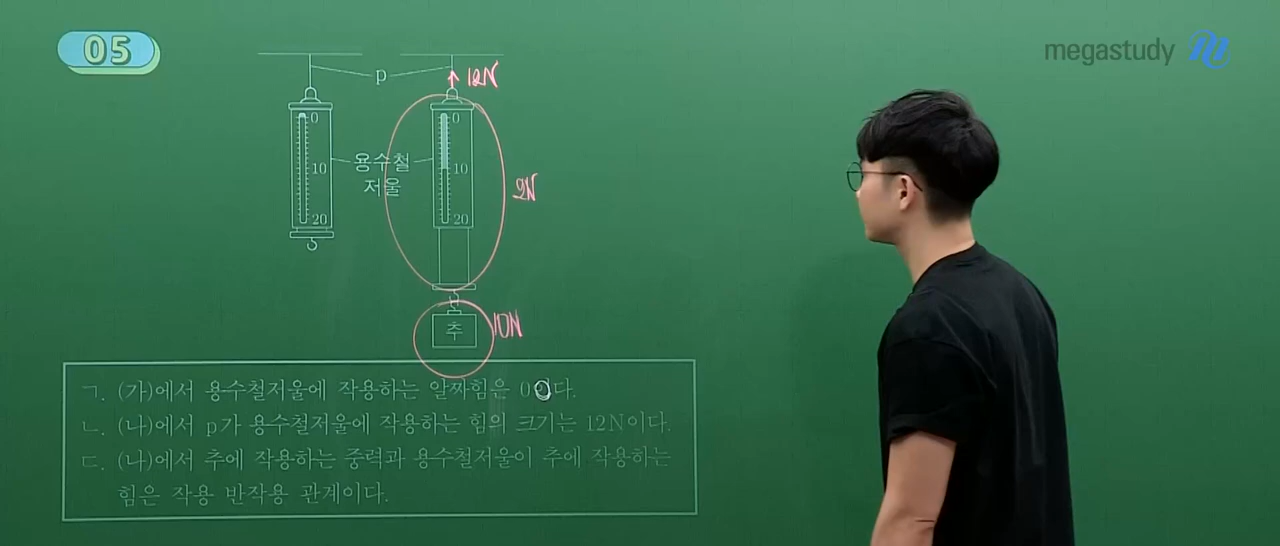 05
megastudy
p
12N
0
0
용수철
저울
10
10
2N
20
20
추
10N
ㄱ. (가)에서 용수철저울에 작용하는 알짜힘은 0이다.
ㄴ. (나)에서 p가 용수철저울에 작용하는 힘의 크기는 12N이다.
ㄷ. (나)에서 추에 작용하는 중력과 용수철저울이 추에 작용하는
힘은 작용 반작용 관계이다.